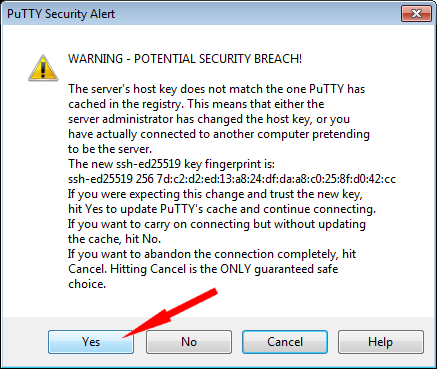 PuTTY Security Alert
WARNING - POTENTIAL SECURITY BREACH!
The server's host key does not match the one PuTTY has
cached in the registry. This means that either the
server administrator has changed the host key, or you
have actually connected to another computer pretending
to be the server.
The new ssh-ed25519 key fingerprint is:
ssh-ed25519 256 7d:c2:d2:ed:13:a8:24:df:da:a8:c0:25:8f:d0:42:cc
If you were expecting this change and trust the new key,
hit Yes to update PuTTY's cache and continue connecting.
If you want to carry on connecting but without updating
the cache, hit No.
If you want to abandon the connection completely, hit
Cancel. Hitting Cancel is the ONLY guaranteed safe
choice.
Yes No Cancel Help